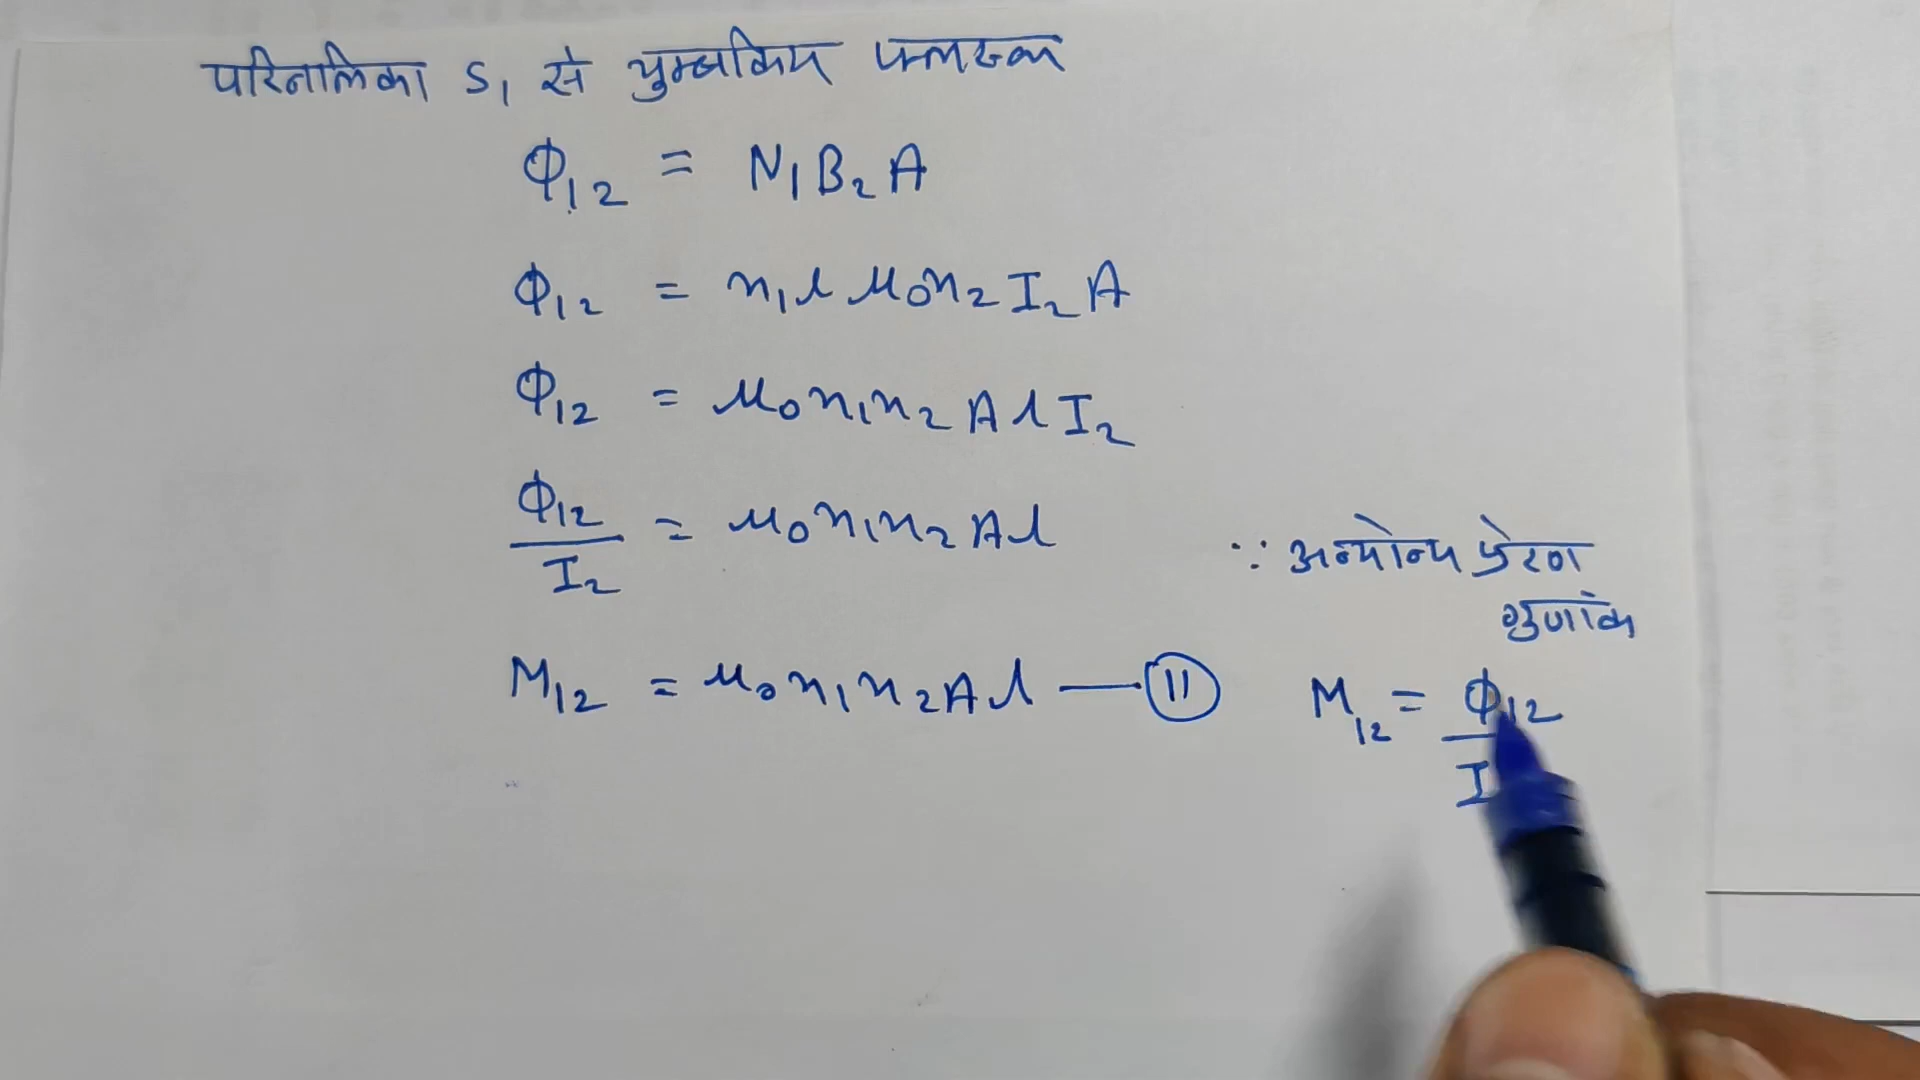 परिनालिका S₁ से चुम्बकिय फ्लक्स
Φ₁₂ = N₁B₂A
Φ₁₂ = n₁l μ₀n₂I₂A
Φ₁₂ = μ₀n₁n₂AlI₂
Φ₁₂/I₂ = μ₀n₁n₂Al
∵ अन्योन्य प्रेरण
गुणांक
M₁₂ = μ₀n₁n₂Al — (11)
M₁₂ = Φ₁₂/I